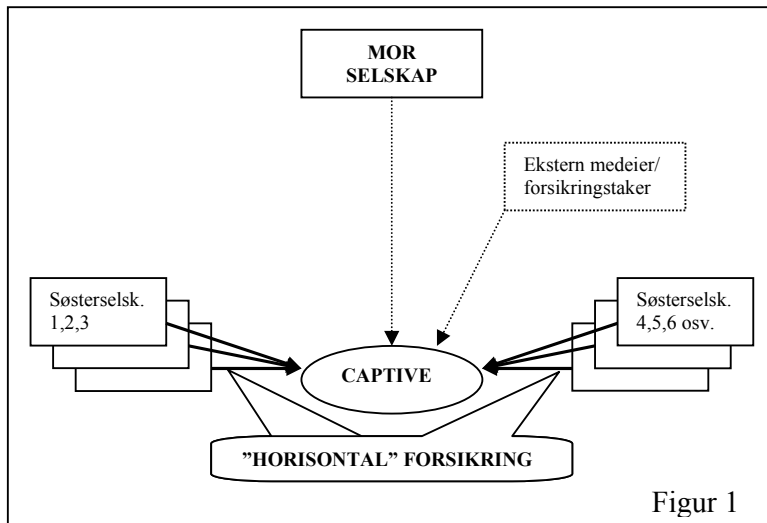 MOR
SELSKAP
Ekstern medeier/
forsikringstaker
Søsterselsk.
1,2,3
Søsterselsk.
4,5,6 osv.
CAPTIVE
”HORISONTAL” FORSIKRING
Figur 1